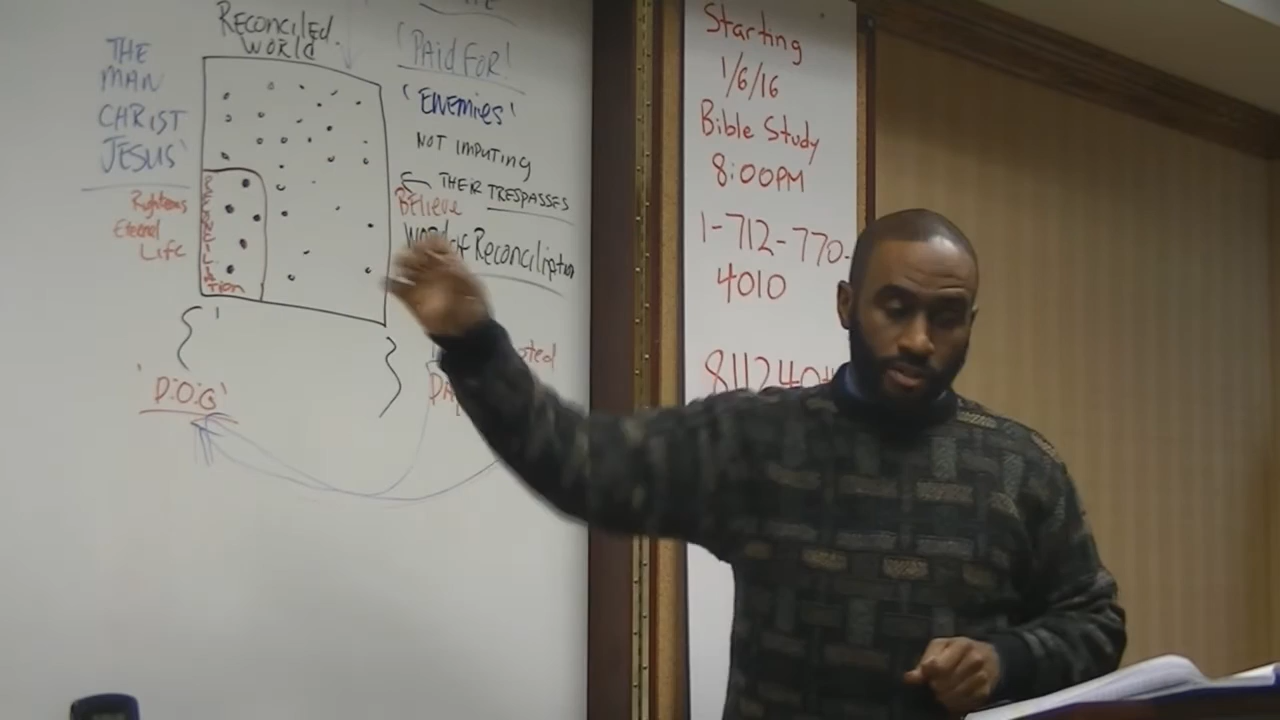 Reconciled
WORLD.
THE
MAN
CHRIST
JESUS'
Righteous
Eternal
Life
'PAID FOR!
'ENEMIES'
NOT IMPUTING
THEIR TRESPASSES
Believe
Word of Reconciliation
'D.O.G'
Starting
1/6/16
Bible Study
8:00PM
1-712-770-
4010